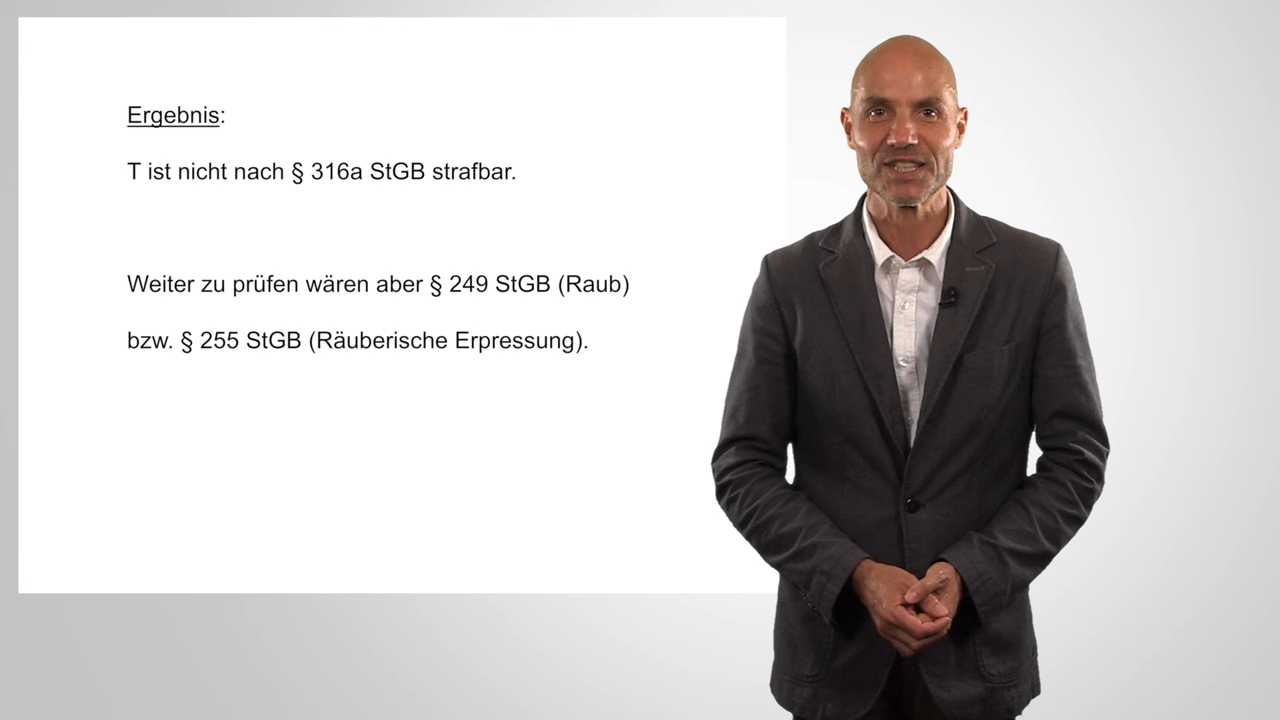 Ergebnis:
T ist nicht nach § 316a StGB strafbar.
Weiter zu prüfen wären aber § 249 StGB (Raub)
bzw. § 255 StGB (Räuberische Erpressung).